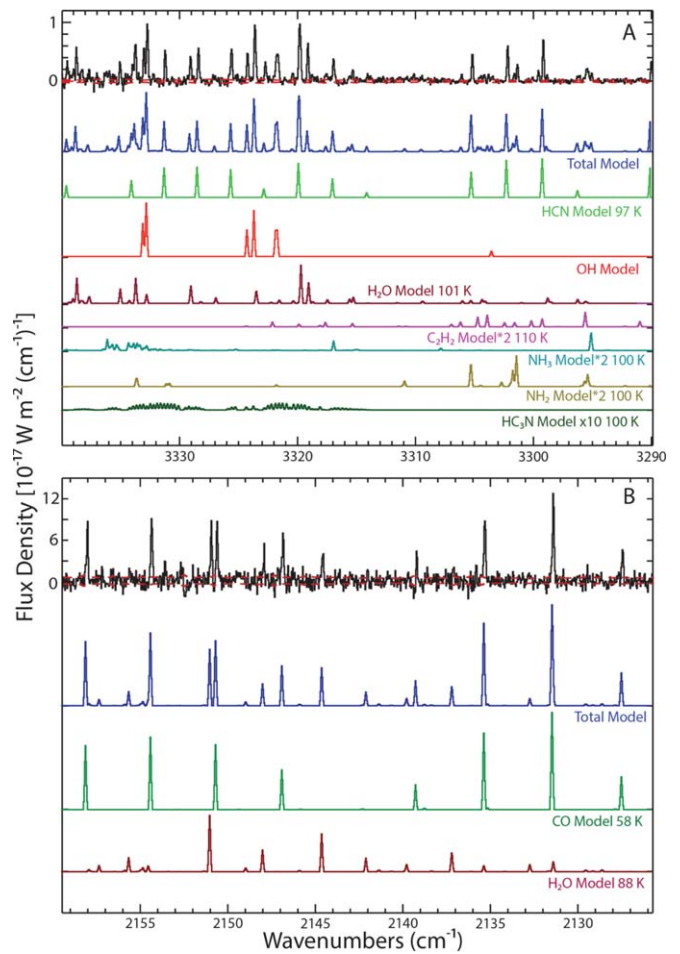 A
1
0
Total Model
HCN Model 97 K
OH Model
H₂O Model 101 K
C₂H₂ Model*2 110 K
NH₃ Model*2 100 K
NH₂ Model*2 100 K
HC₃N Model x10 100 K
3330 3320 3310 3300 3290
Flux Density [10⁻¹⁷ W m⁻² (cm⁻¹)⁻¹)
B
12
6
0
Total Model
CO Model 58 K
H₂O Model 88 K
2155 2150 2145 2140 2135 2130
Wavenumbers (cm⁻¹)